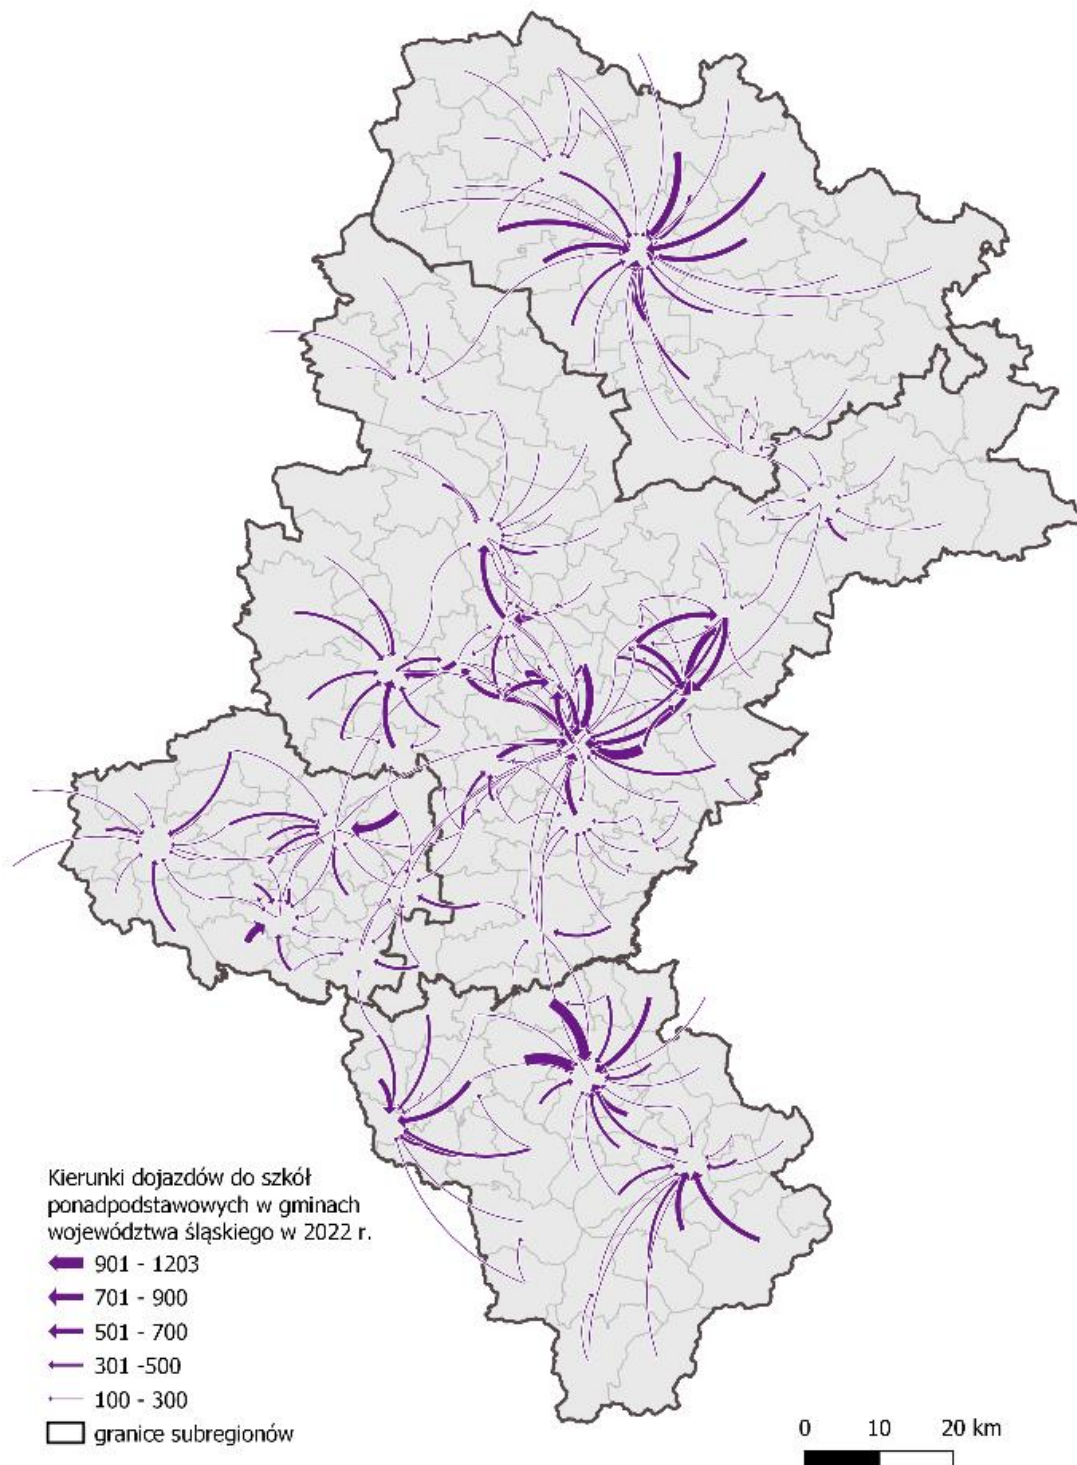 Kierunki dojazdów do szkół
ponadpodstawowych w gminach
województwa śląskiego w 2022 r.
901 - 1203
701 - 900
501 - 700
301 -500
100 - 300
granice subregionów
0 10 20 km